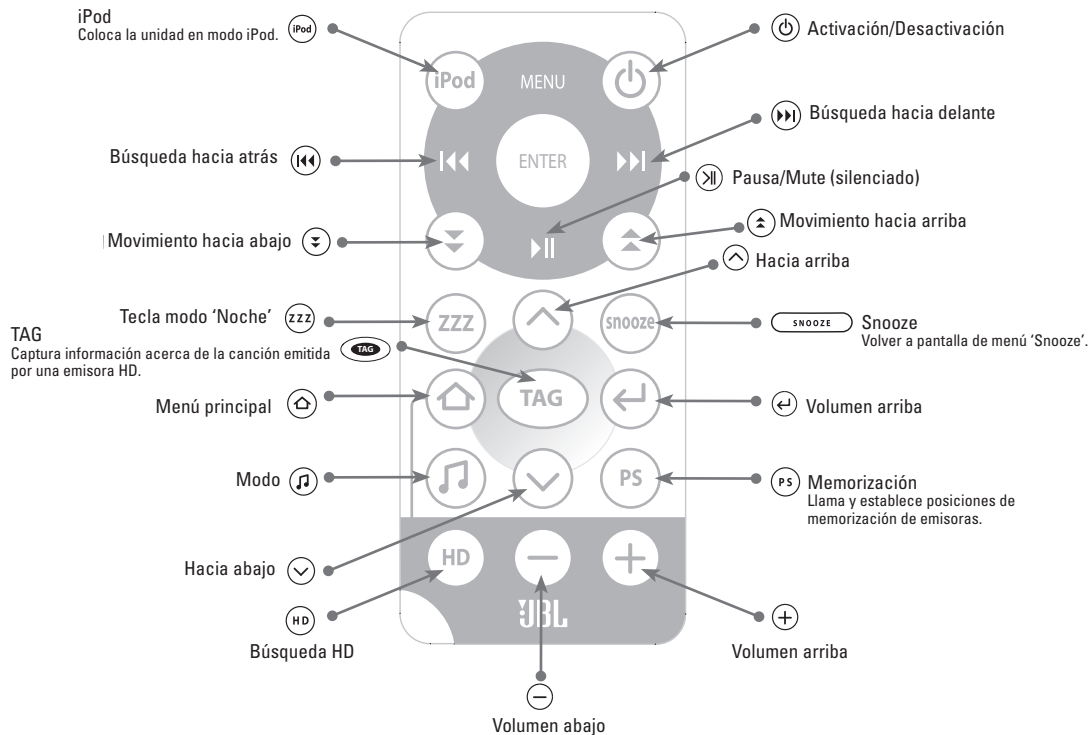 iPod
Coloca la unidad en modo iPod.
iPod
Activación/Desactivación
iPod
MENU
Búsqueda hacia delante
Búsqueda hacia atrás
ENTER
Pausa/Mute (silenciado)
Movimiento hacia arriba
Movimiento hacia abajo
Hacia arriba
Tecla modo 'Noche'
zzz
zzz
snooze
SNOOZE
Snooze
Volver a pantalla de menú 'Snooze'.
TAG
Captura información acerca de la canción emitida
por una emisora HD.
TAG
TAG
Menú principal
Volumen arriba
Modo
PS
PS
Memorización
Llama y establece posiciones de
memorización de emisoras.
Hacia abajo
HD
HD
Búsqueda HD
JBL
Volumen arriba
Volumen abajo